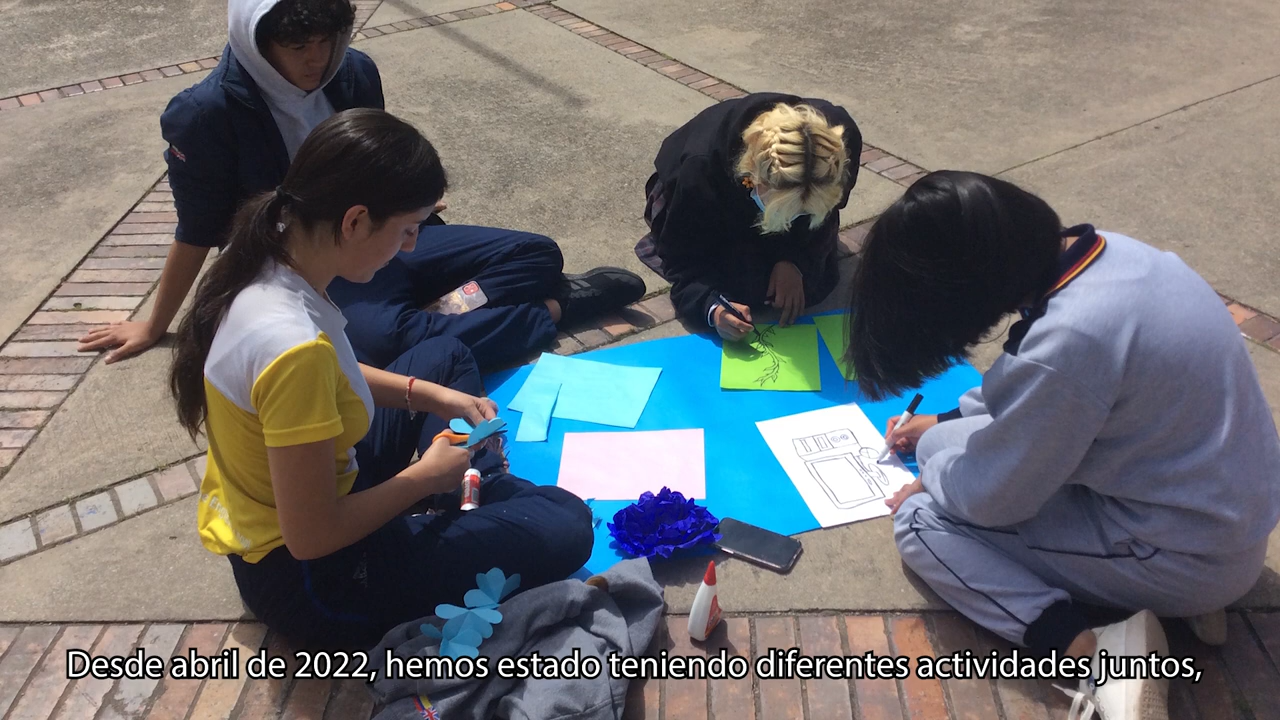 Desde abril de 2022, hemos estado teniendo diferentes actividades juntos,